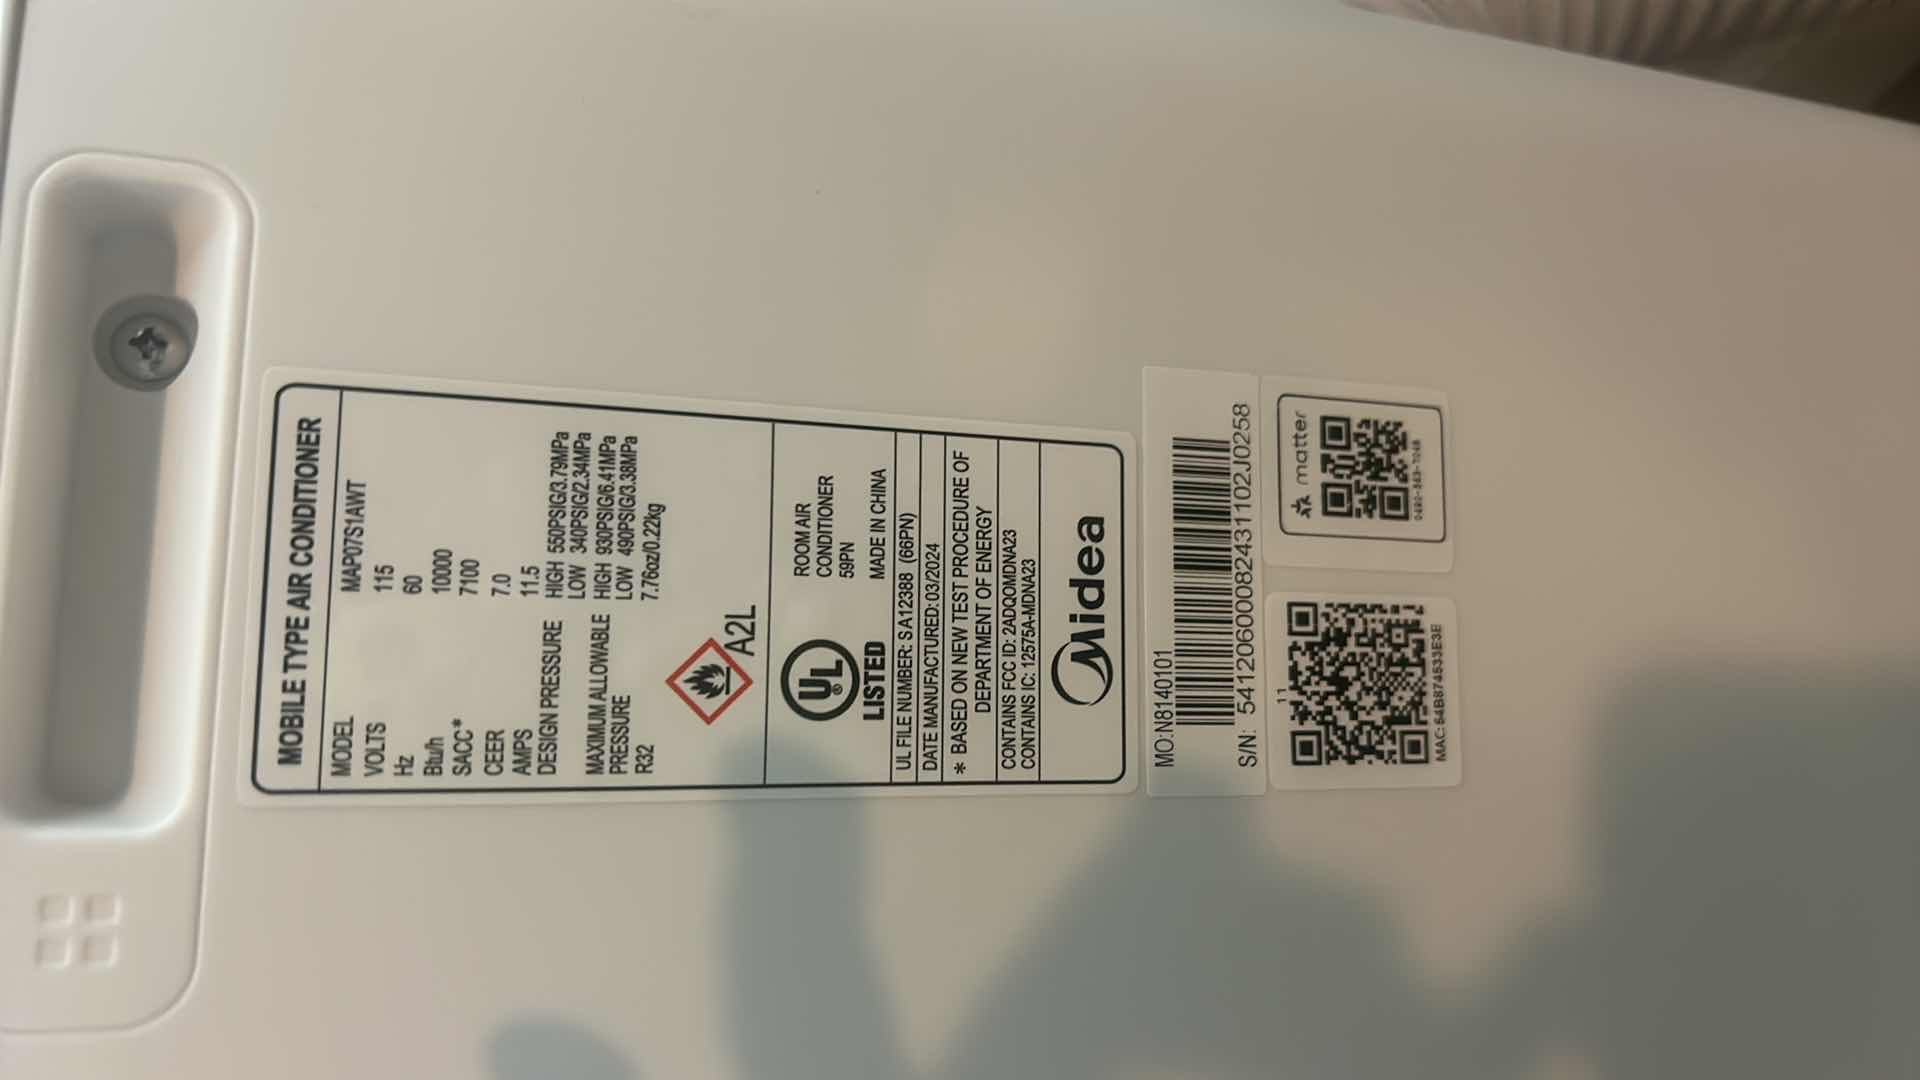 MOBILE TYPE AIR CONDITIONER
MODEL MAP07S1AWT
VOLTS 115
Hz 60
Btu/h 10000
SACC* 7100
CEER 7.0
AMPS 11.5
DESIGN PRESSURE HIGH 550PSIG/3.79MPa
LOW 340PSIG/2.34MPa
MAXIMUM ALLOWABLE HIGH 930PSIG/6.41MPa
PRESSURE LOW 490PSIG/3.38MPa
R32 7.76oz/0.22kg
A2L
UL
®
LISTED
ROOM AIR
CONDITIONER
59PN
MADE IN CHINA
UL FILE NUMBER: SA12388 (66PN)
DATE MANUFACTURED: 03/2024
* BASED ON NEW TEST PROCEDURE OF
DEPARTMENT OF ENERGY
CONTAINS FCC ID: 2ADQOMDNA23
CONTAINS IC: 12575A-MDNA23
Midea
MO:N8140101
S/N: 541206000824311102J0258
11
MAC: 54B874533E3E
matter